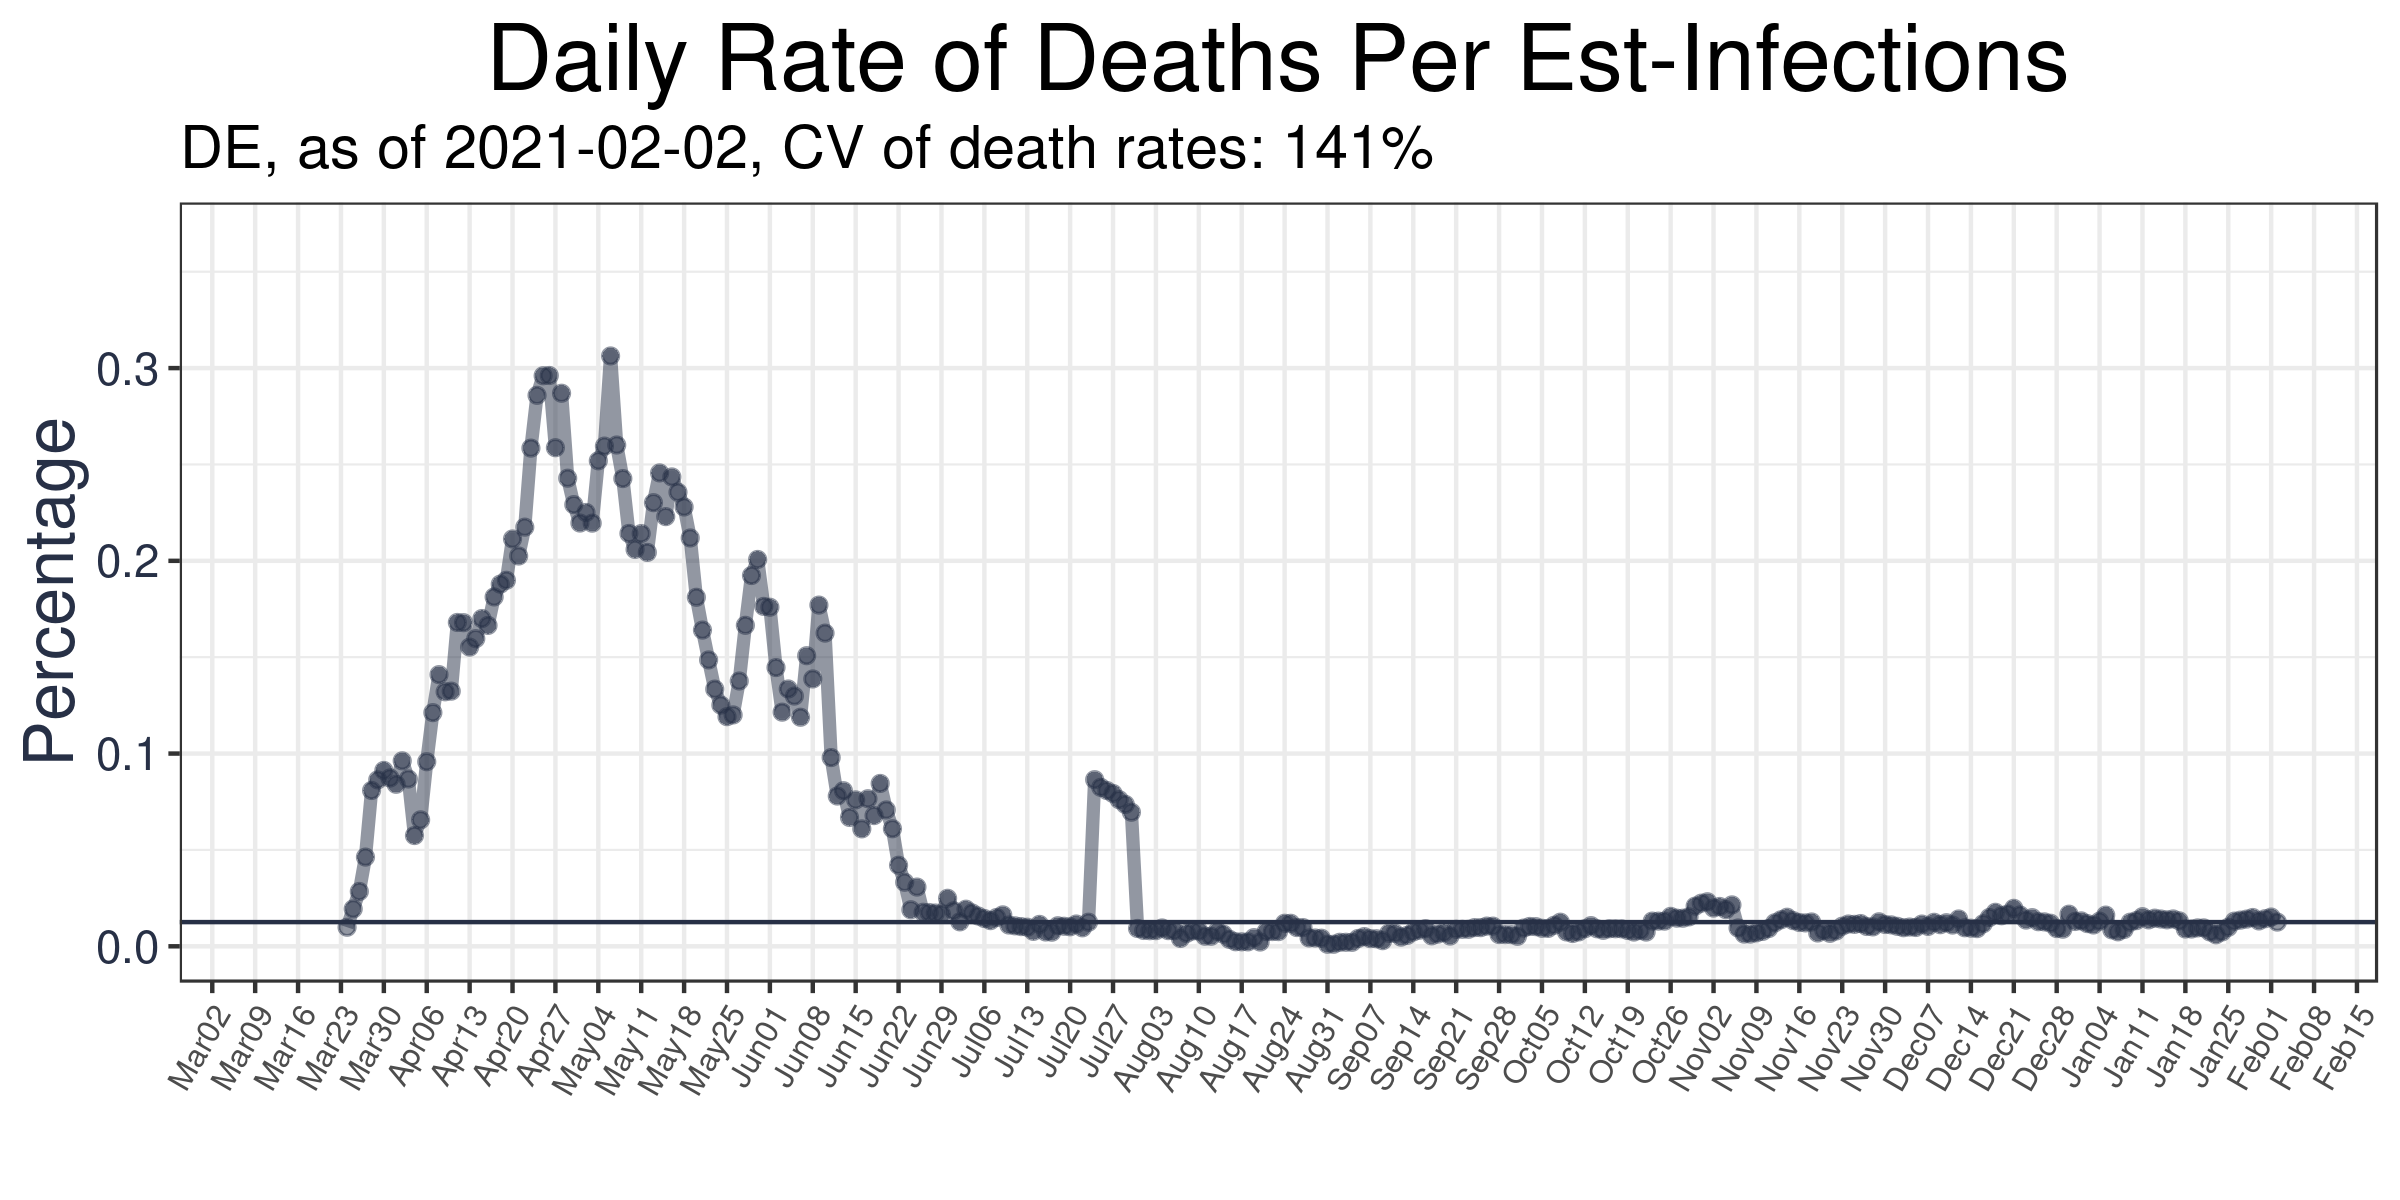 Daily Rate of Deaths Per Est-Infections
DE, as of 2021-02-02, CV of death rates: 141%
Percentage
0.3
0.2
0.1
0.0
Mar02 Mar09 Mar16 Mar23 Mar30 Apr06 Apr13 Apr20 Apr27 May04 May11 May18 May25 Jun01 Jun08 Jun15 Jun22 Jun29 Jul06 Jul13 Jul20 Jul27 Aug03 Aug10 Aug17 Aug24 Aug31 Sep07 Sep14 Sep21 Sep28 Oct05 Oct12 Oct19 Oct26 Nov02 Nov09 Nov16 Nov23 Nov30 Dec07 Dec14 Dec21 Dec28 Jan04 Jan11 Jan18 Jan25 Feb01 Feb08 Feb15